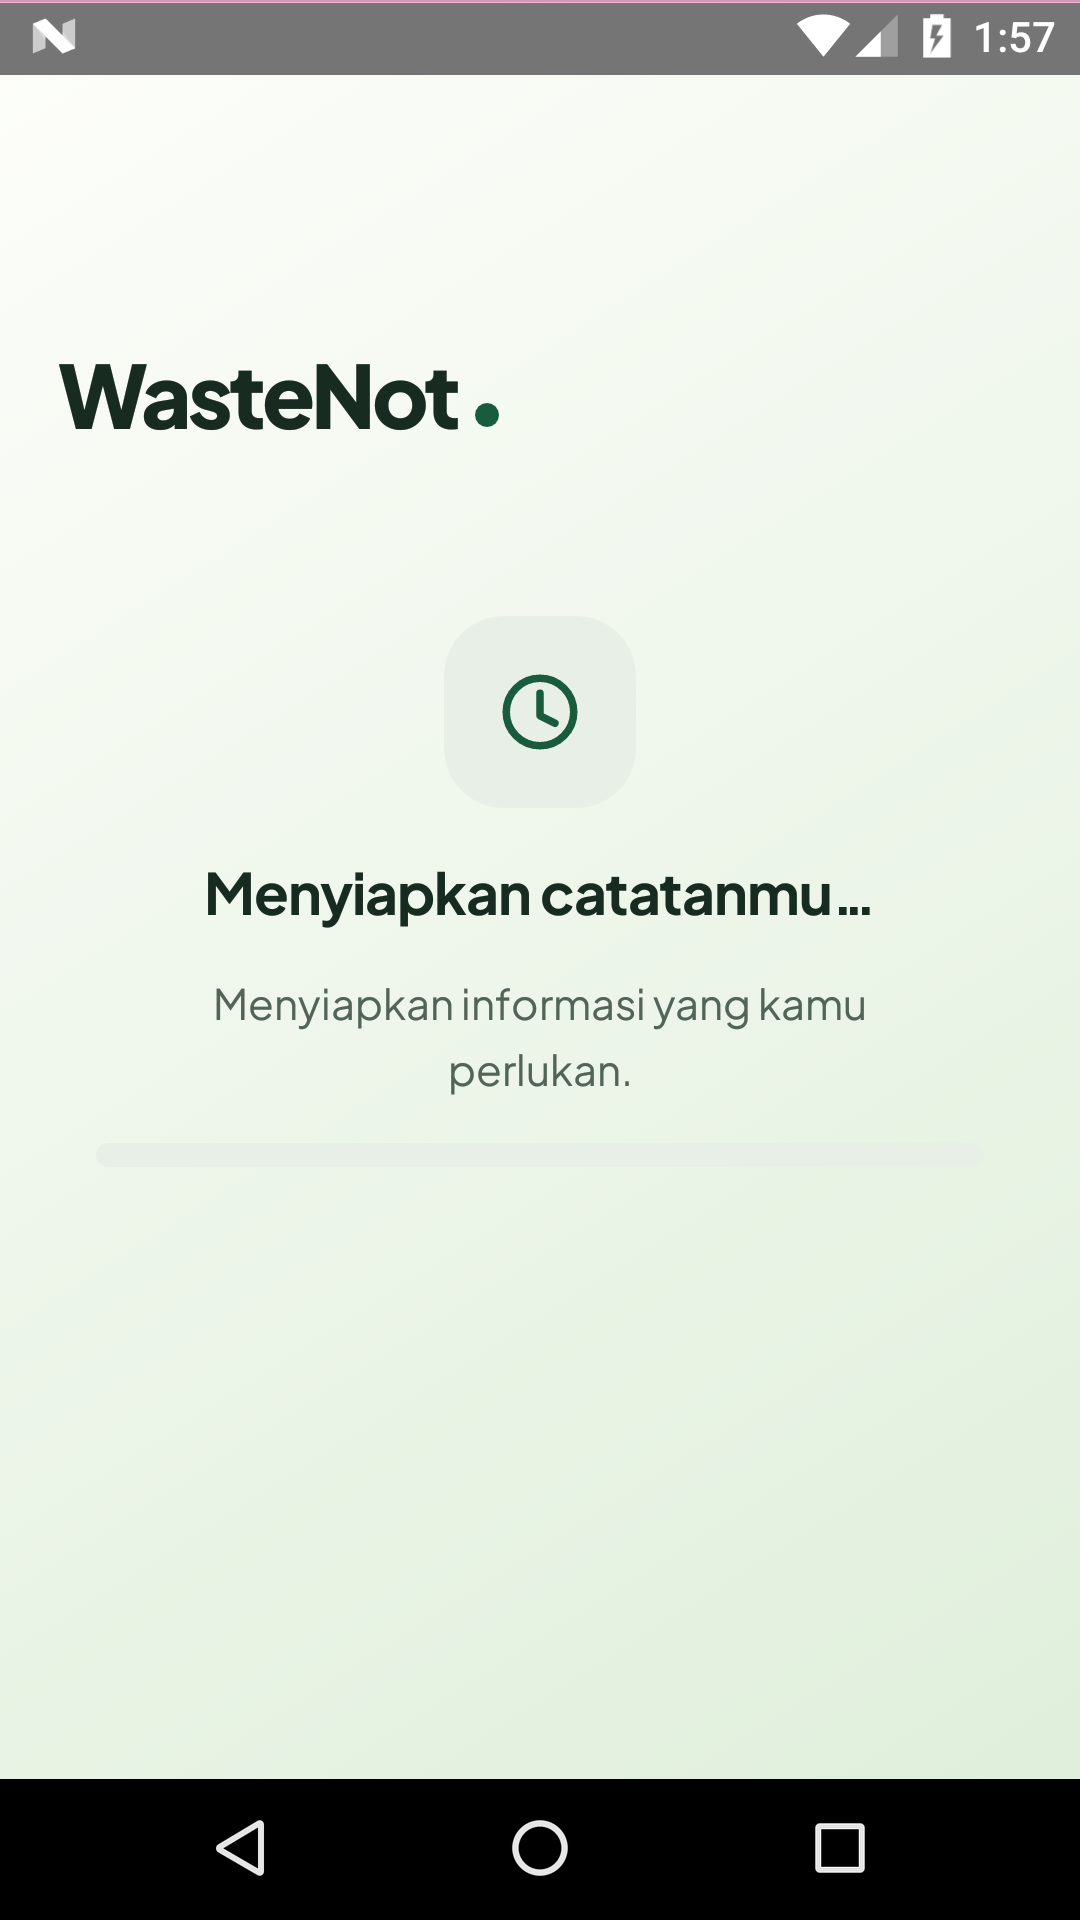 1:57
WasteNot.
Menyiapkan catatanmu...
Menyiapkan informasi yang kamu
perlukan.